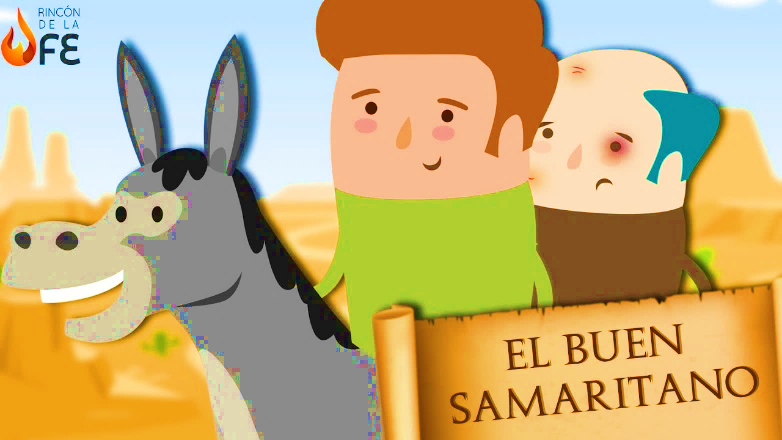 RINCÓN
DE LA
FE
EL BUEN
SAMARITANO